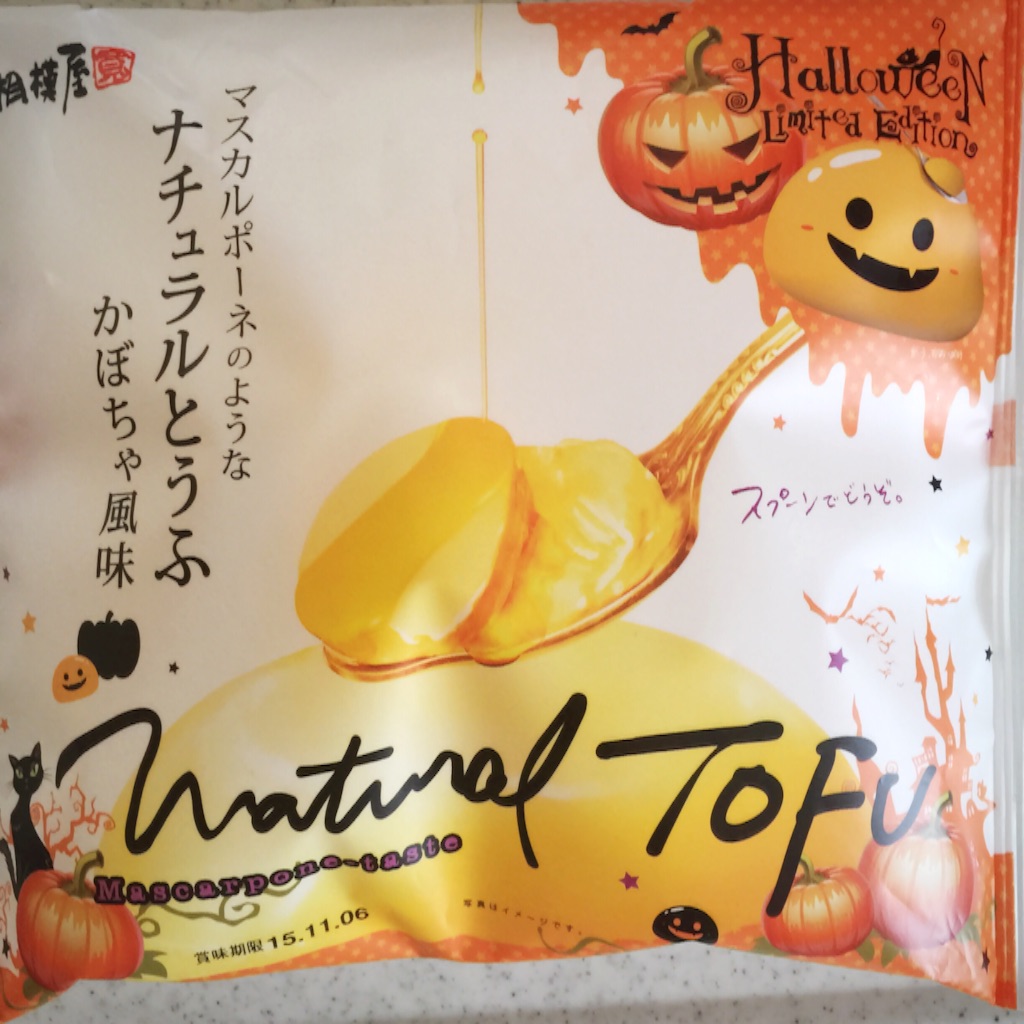 相模屋
Halloween
Limited Edition
マスカルポーネのような
ナチュラルとうふ
かぼちゃ風味
スプーンでどうぞ。
Natural ToFu
Mascarpone-taste
写真はイメージです。
賞味期限 15.11.06